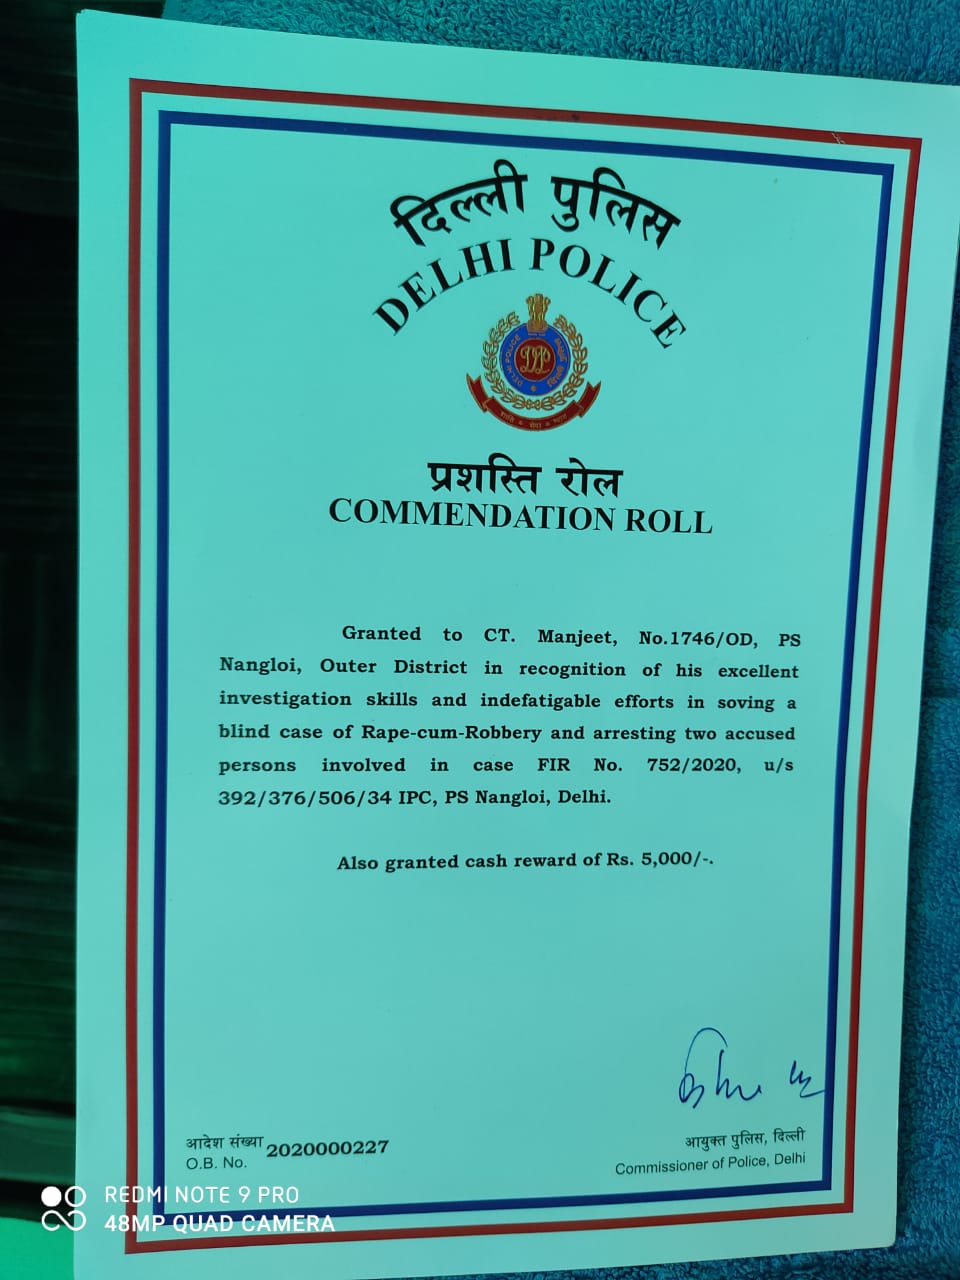 दिल्ली पुलिस
DELHI POLICE
DELHI POLICE
DP
शान्ति सेवा न्याय
प्रशस्ति रोल
COMMENDATION ROLL
Granted to CT. Manjeet, No.1746/OD, PS
Nangloi, Outer District in recognition of his excellent
investigation skills and indefatigable efforts in soving a
blind case of Rape-cum-Robbery and arresting two accused
persons involved in case FIR No. 752/2020, u/s
392/376/506/34 IPC, PS Nangloi, Delhi.
Also granted cash reward of Rs. 5,000/-.
आदेश संख्या 2020000227
O.B. No.
आयुक्त पुलिस, दिल्ली
Commissioner of Police, Delhi
REDMI NOTE 9 PRO
48MP QUAD CAMERA